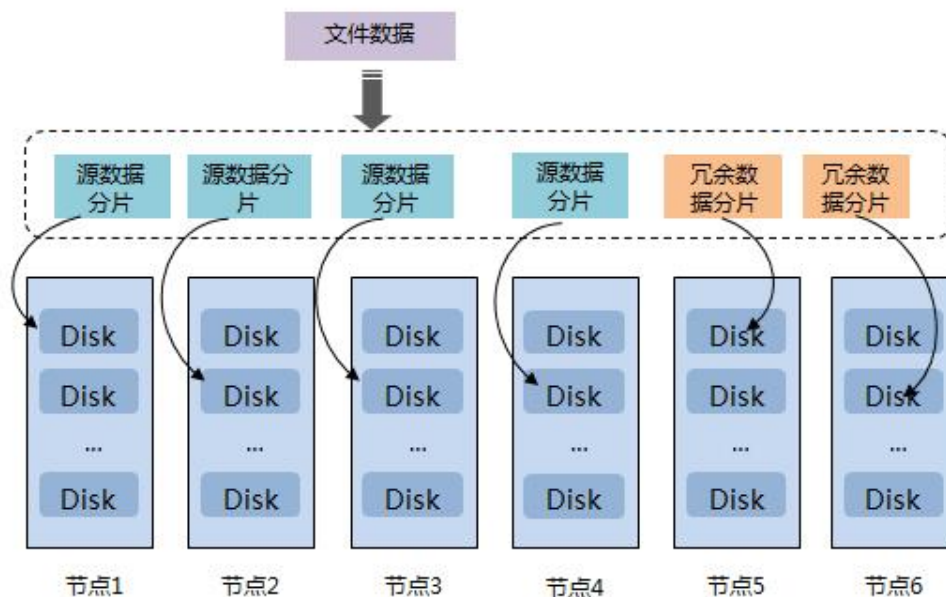 文件数据
源数据
分片
源数据分
片
源数据
分片
源数据
分片
冗余数
据分片
冗余数
据分片
Disk Disk Disk Disk Disk Disk
Disk Disk Disk Disk Disk Disk
... ... ... ... ... ...
Disk Disk Disk Disk Disk Disk
节点1 节点2 节点3 节点4 节点5 节点6